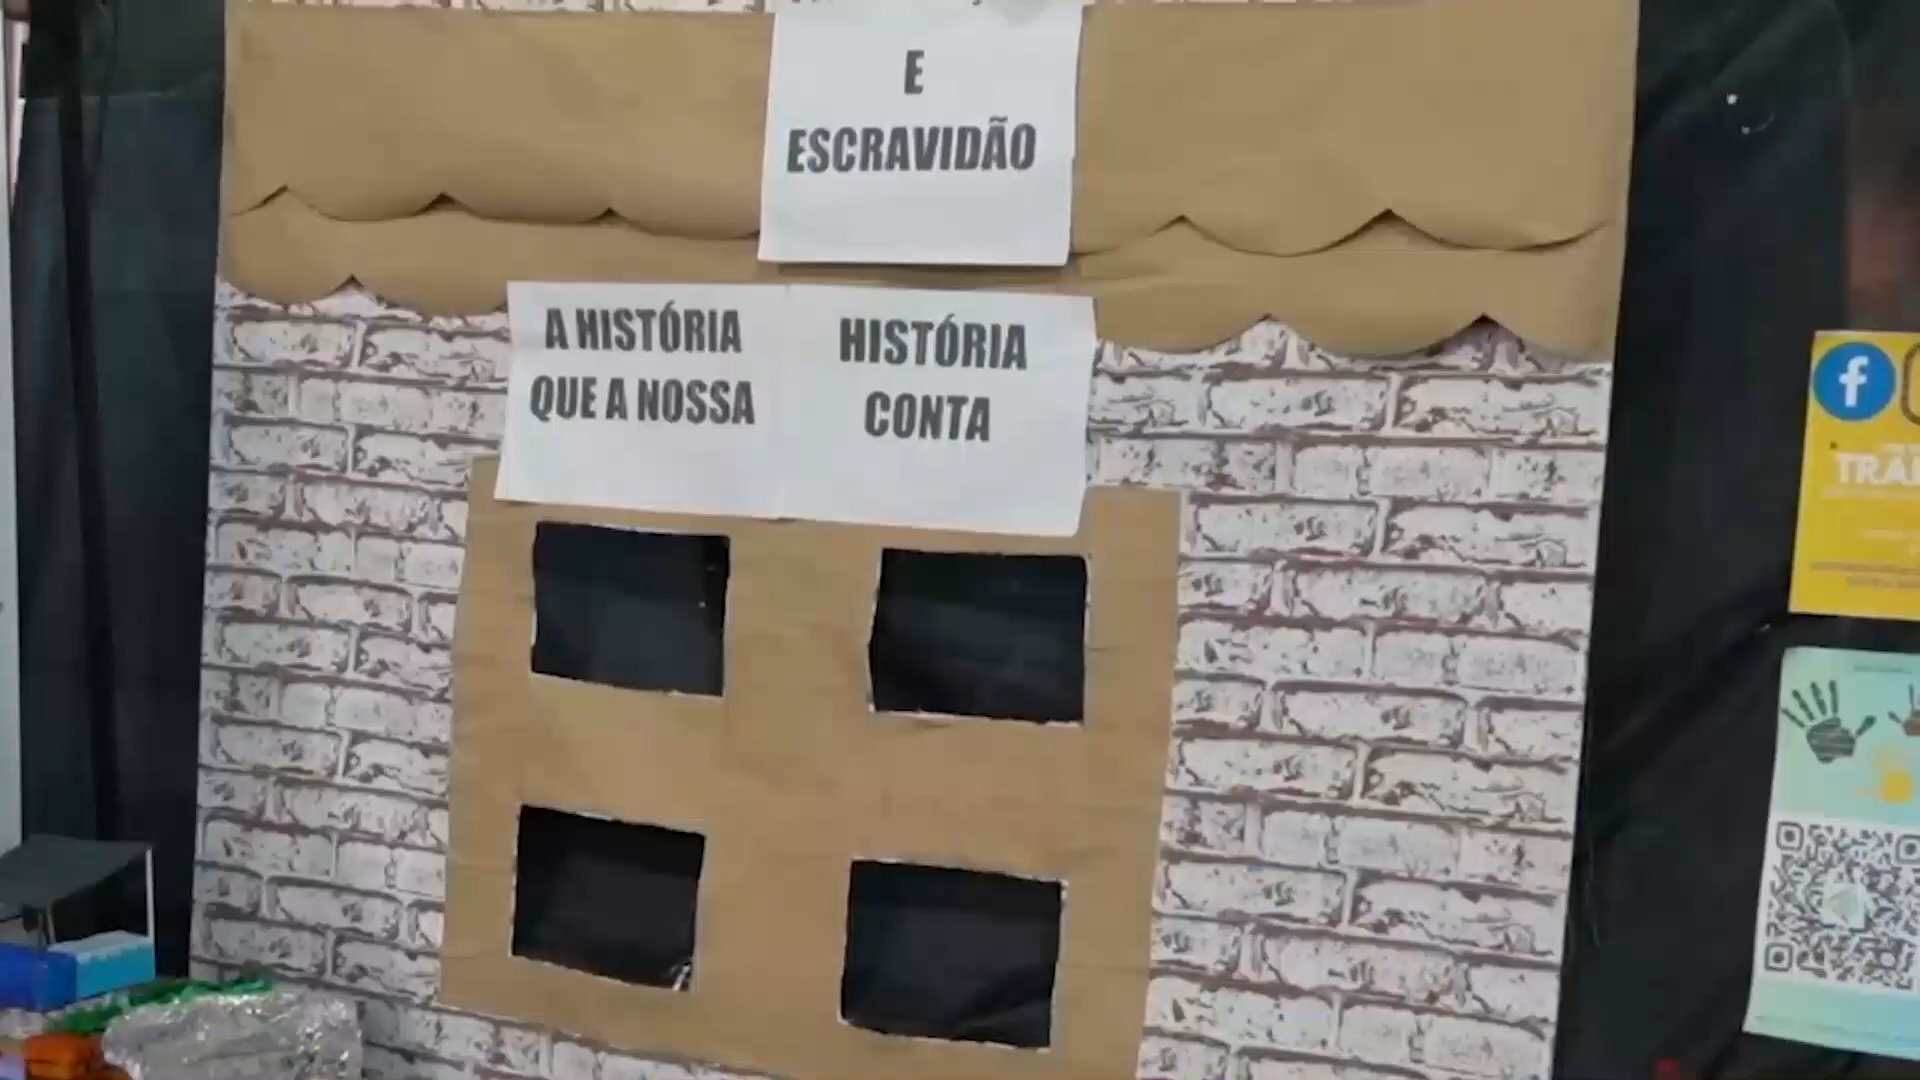 E
ESCRAVIDÃO
A HISTÓRIA
QUE A NOSSA
HISTÓRIA
CONTA
f